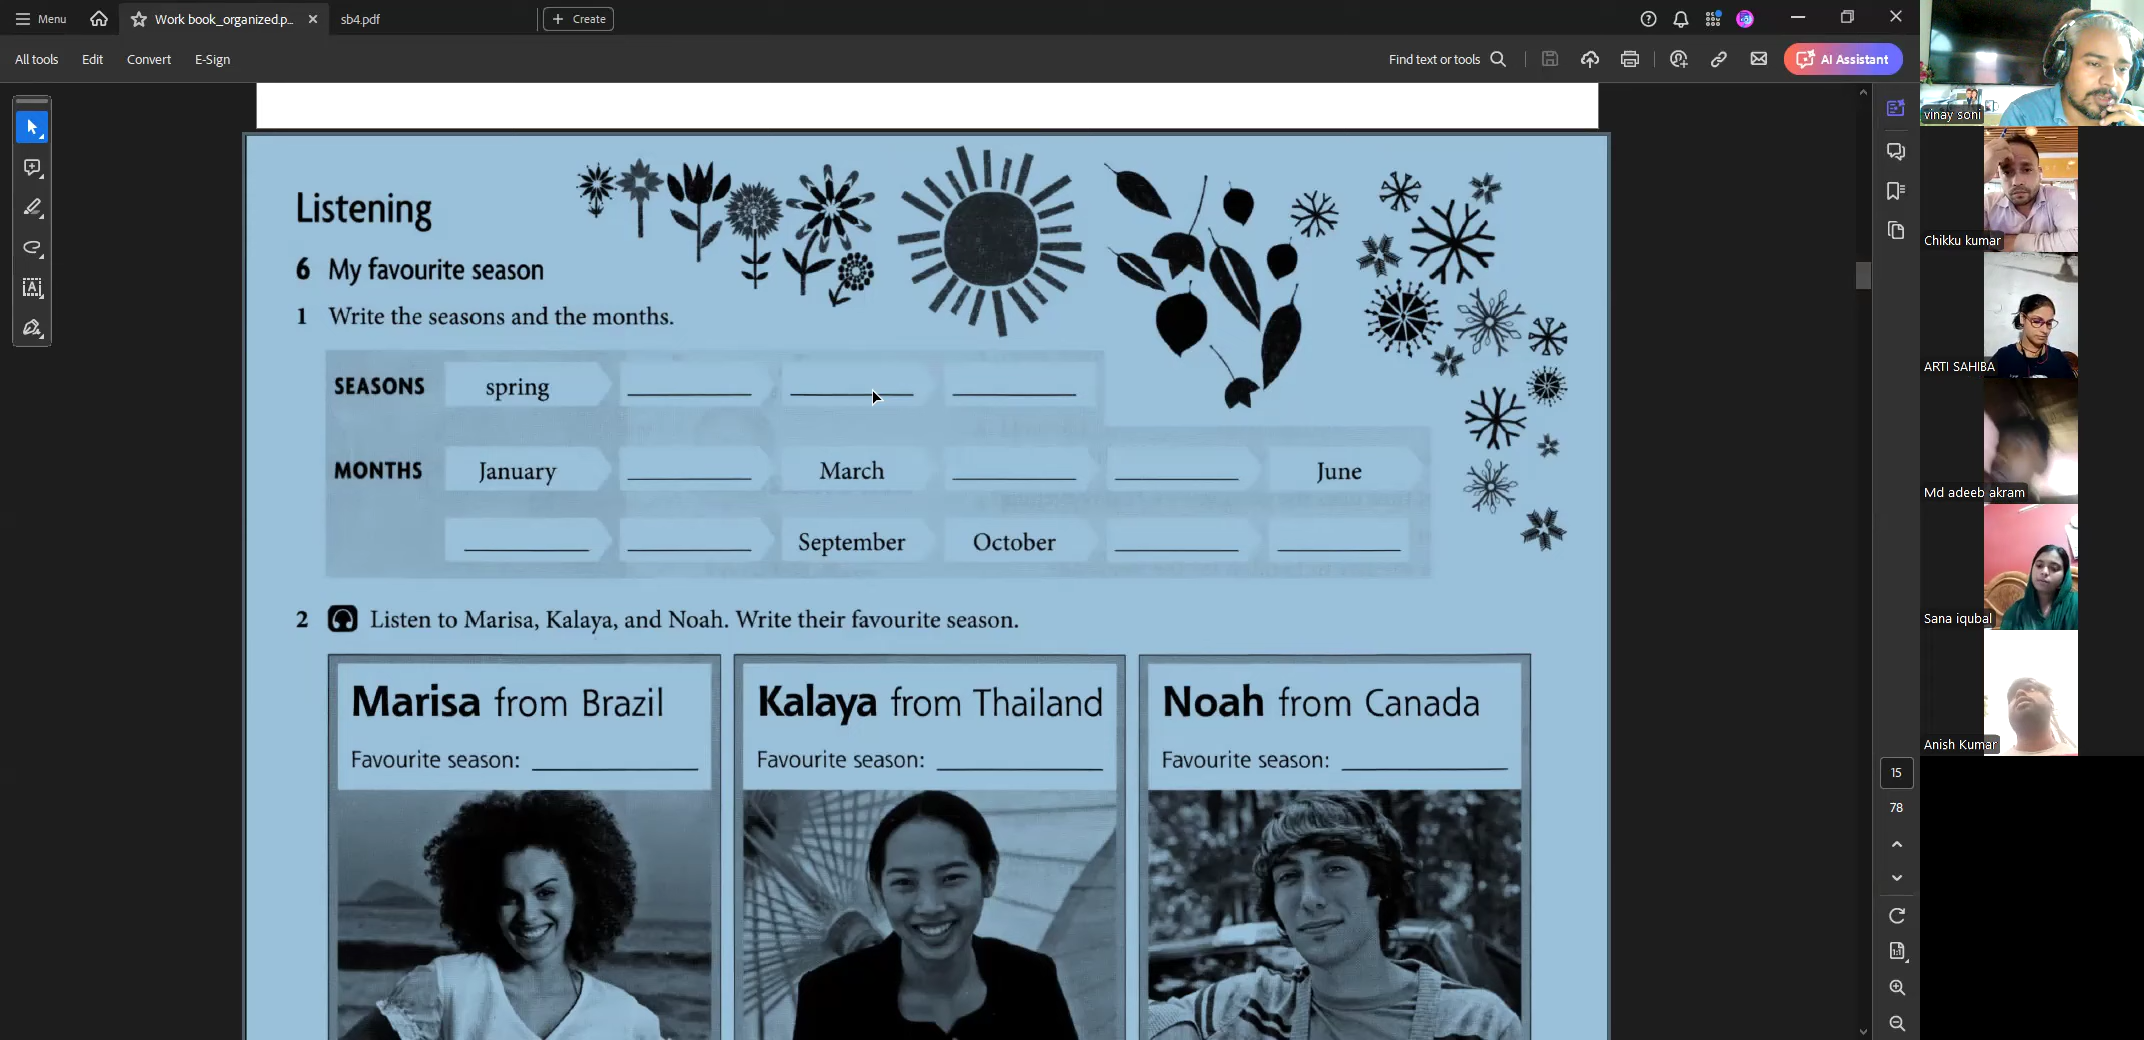 Menu
Work book_organized.p...
sb4.pdf
Create
All tools
Edit
Convert
E-Sign
Find text or tools
AI Assistant
Listening
6 My favourite season
1 Write the seasons and the months.
SEASONS spring
MONTHS January March June
September October
2 Listen to Marisa, Kalaya, and Noah. Write their favourite season.
Marisa from Brazil
Favourite season:
Kalaya from Thailand
Favourite season:
Noah from Canada
Favourite season:
vinay soni
Chikku kumar
ARTI SAHIBA
Md adeeb akram
Sana iqubal
Anish Kumar
15
78